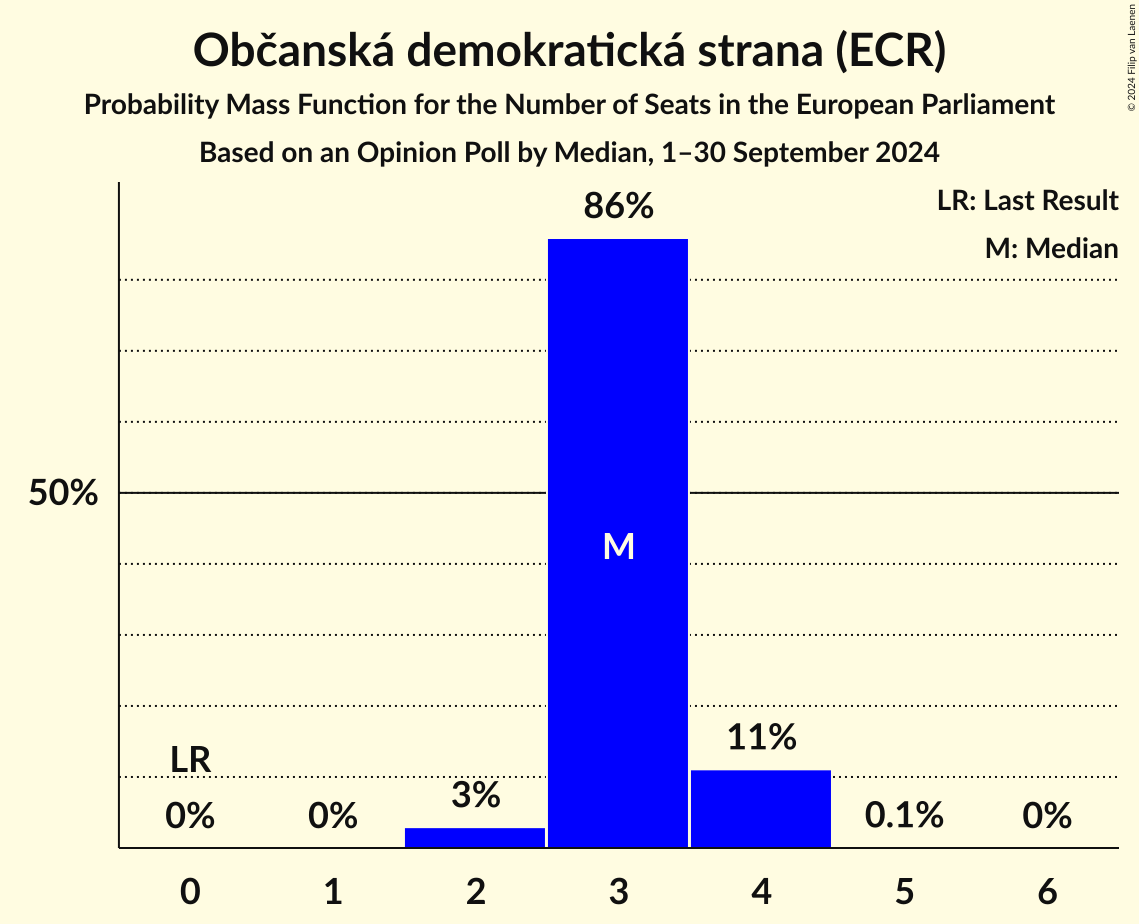 Občanská demokratická strana (ECR)
Probability Mass Function for the Number of Seats in the European Parliament
Based on an Opinion Poll by Median, 1–30 September 2024
© 2024 Filip van Laenen
LR: Last Result
M: Median
86%
50%
M
11%
LR
3%
0%
0%
0.1%
0%
0
1
2
3
4
5
6